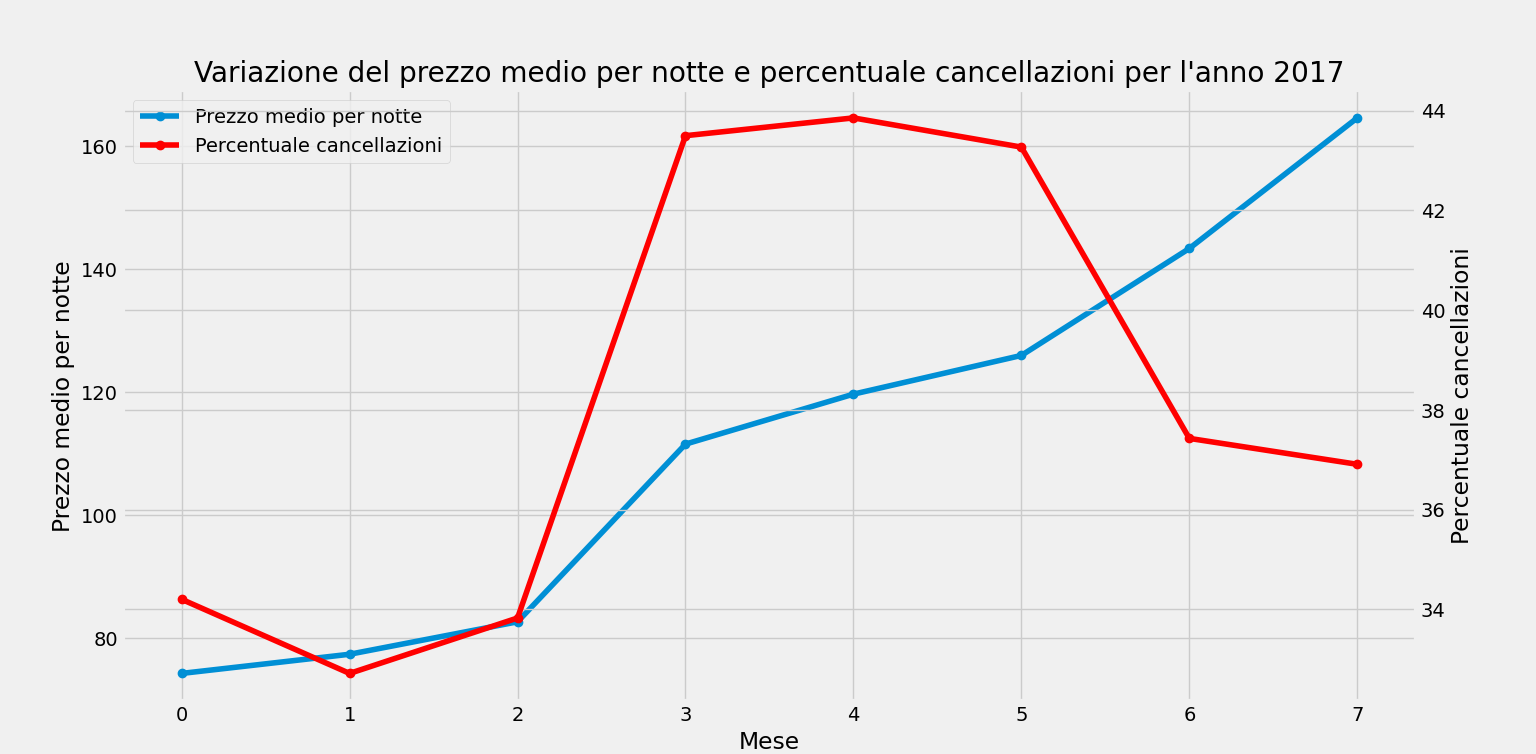 Variazione del prezzo medio per notte e percentuale cancellazioni per l'anno 2017
Prezzo medio per notte
Percentuale cancellazioni
Prezzo medio per notte
160
140
120
100
80
44
42
40
38
36
34
Percentuale cancellazioni
0 1 2 3 4 5 6 7
Mese